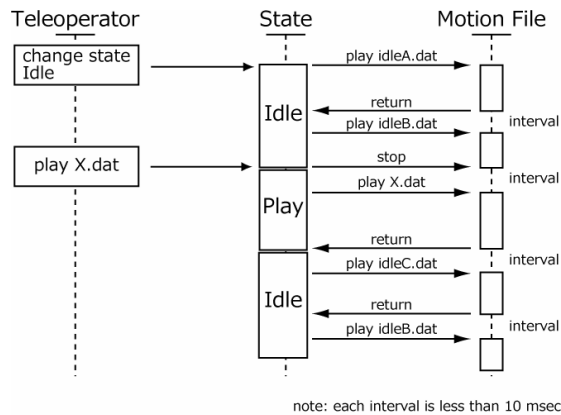 Teleoperator
State
Motion File
change state
Idle
play idleA.dat
return
interval
Idle
play idleB.dat
play X.dat
stop
interval
play X.dat
Play
return
interval
play idleC.dat
Idle
return
interval
play idleB.dat
note: each interval is less than 10 msec